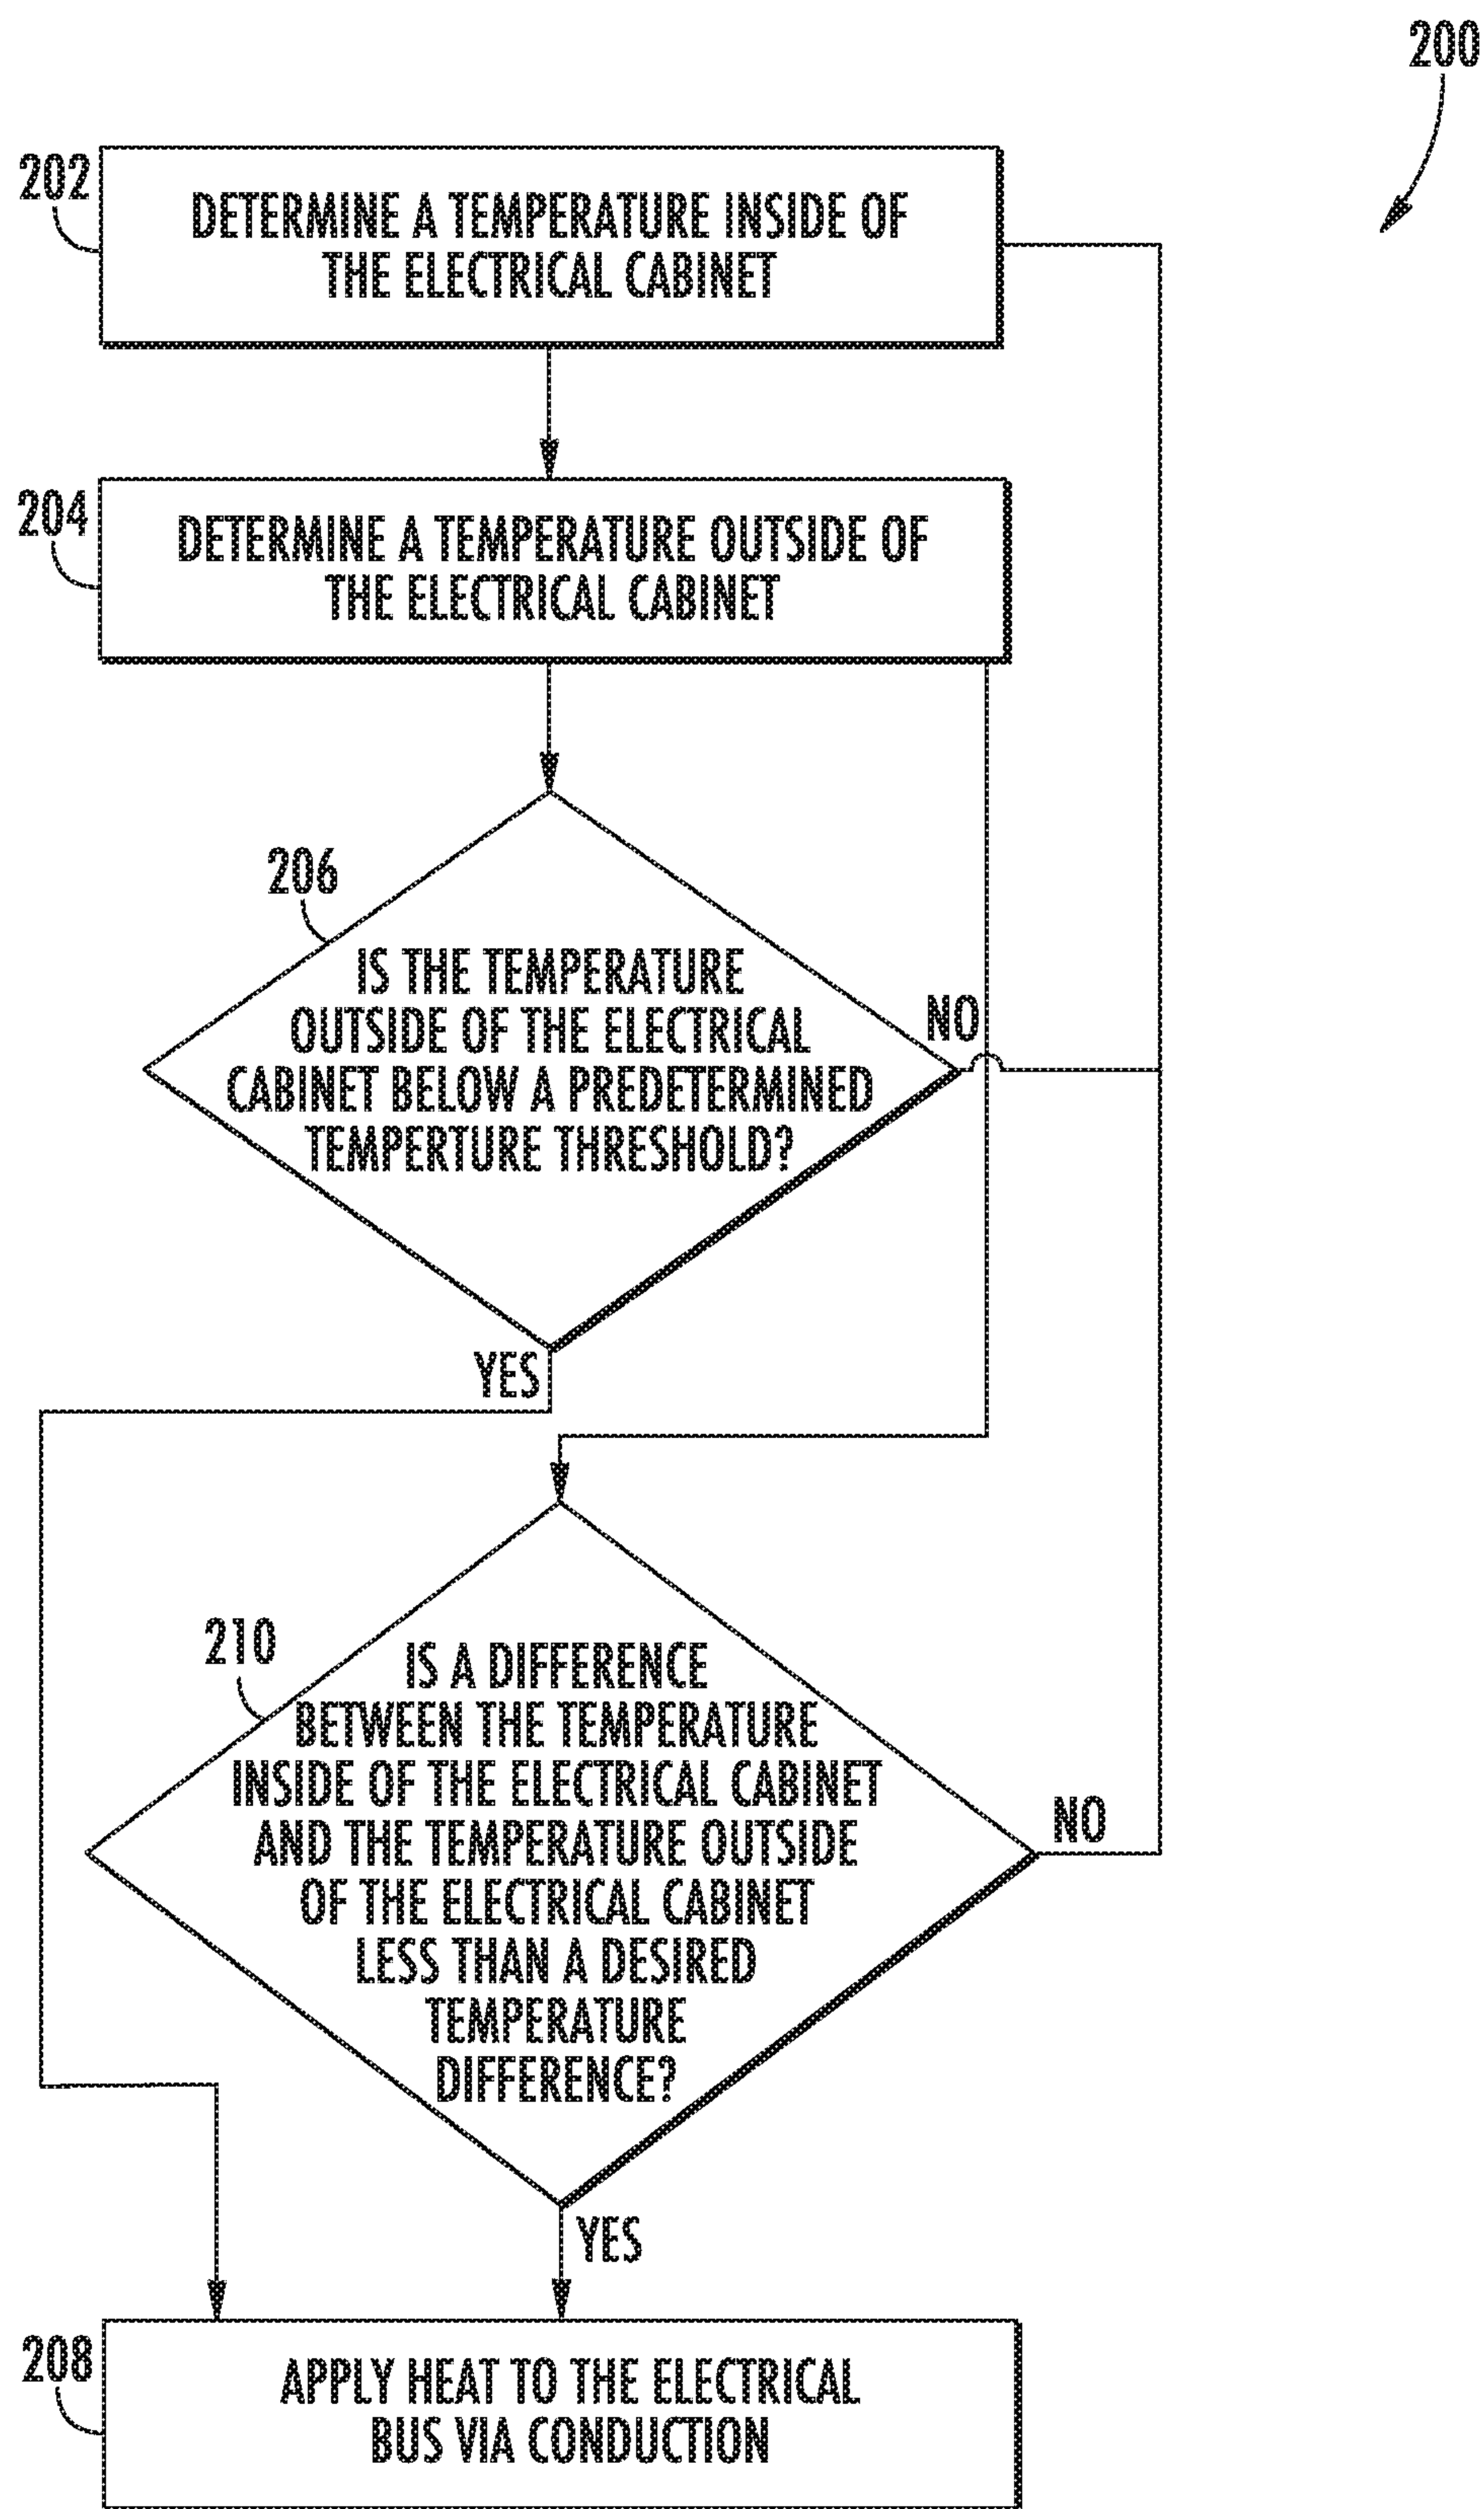 200
202
DETERMINE A TEMPERATURE INSIDE OF
THE ELECTRICAL CABINET
204
DETERMINE A TEMPERATURE OUTSIDE OF
THE ELECTRICAL CABINET
206
IS THE TEMPERATURE
OUTSIDE OF THE ELECTRICAL
CABINET BELOW A PREDETERMINED
TEMPERTURE THRESHOLD?
NO
YES
210
IS A DIFFERENCE
BETWEEN THE TEMPERATURE
INSIDE OF THE ELECTRICAL CABINET
AND THE TEMPERATURE OUTSIDE
OF THE ELECTRICAL CABINET
LESS THAN A DESIRED
TEMPERATURE
DIFFERENCE?
NO
YES
208
APPLY HEAT TO THE ELECTRICAL
BUS VIA CONDUCTION